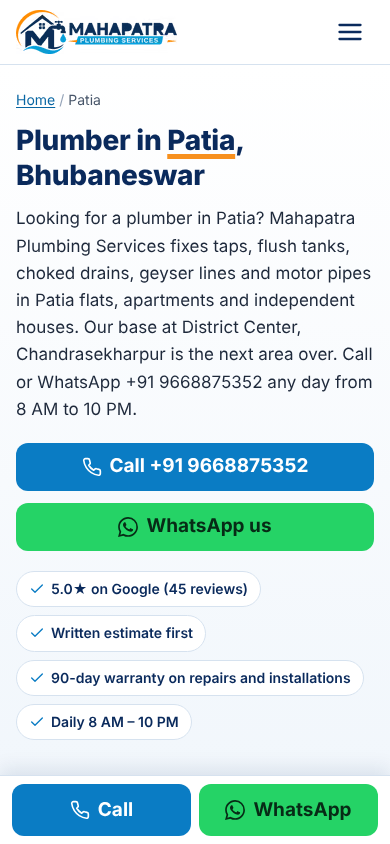 MAHAPATRA
PLUMBING SERVICES
Home / Patia
Plumber in Patia,
Bhubaneswar
Looking for a plumber in Patia? Mahapatra
Plumbing Services fixes taps, flush tanks,
choked drains, geyser lines and motor pipes
in Patia flats, apartments and independent
houses. Our base at District Center,
Chandrasekharpur is the next area over. Call
or WhatsApp +91 9668875352 any day from
8 AM to 10 PM.
Call +91 9668875352
WhatsApp us
5.0★ on Google (45 reviews)
Written estimate first
90-day warranty on repairs and installations
Daily 8 AM – 10 PM
Call
WhatsApp